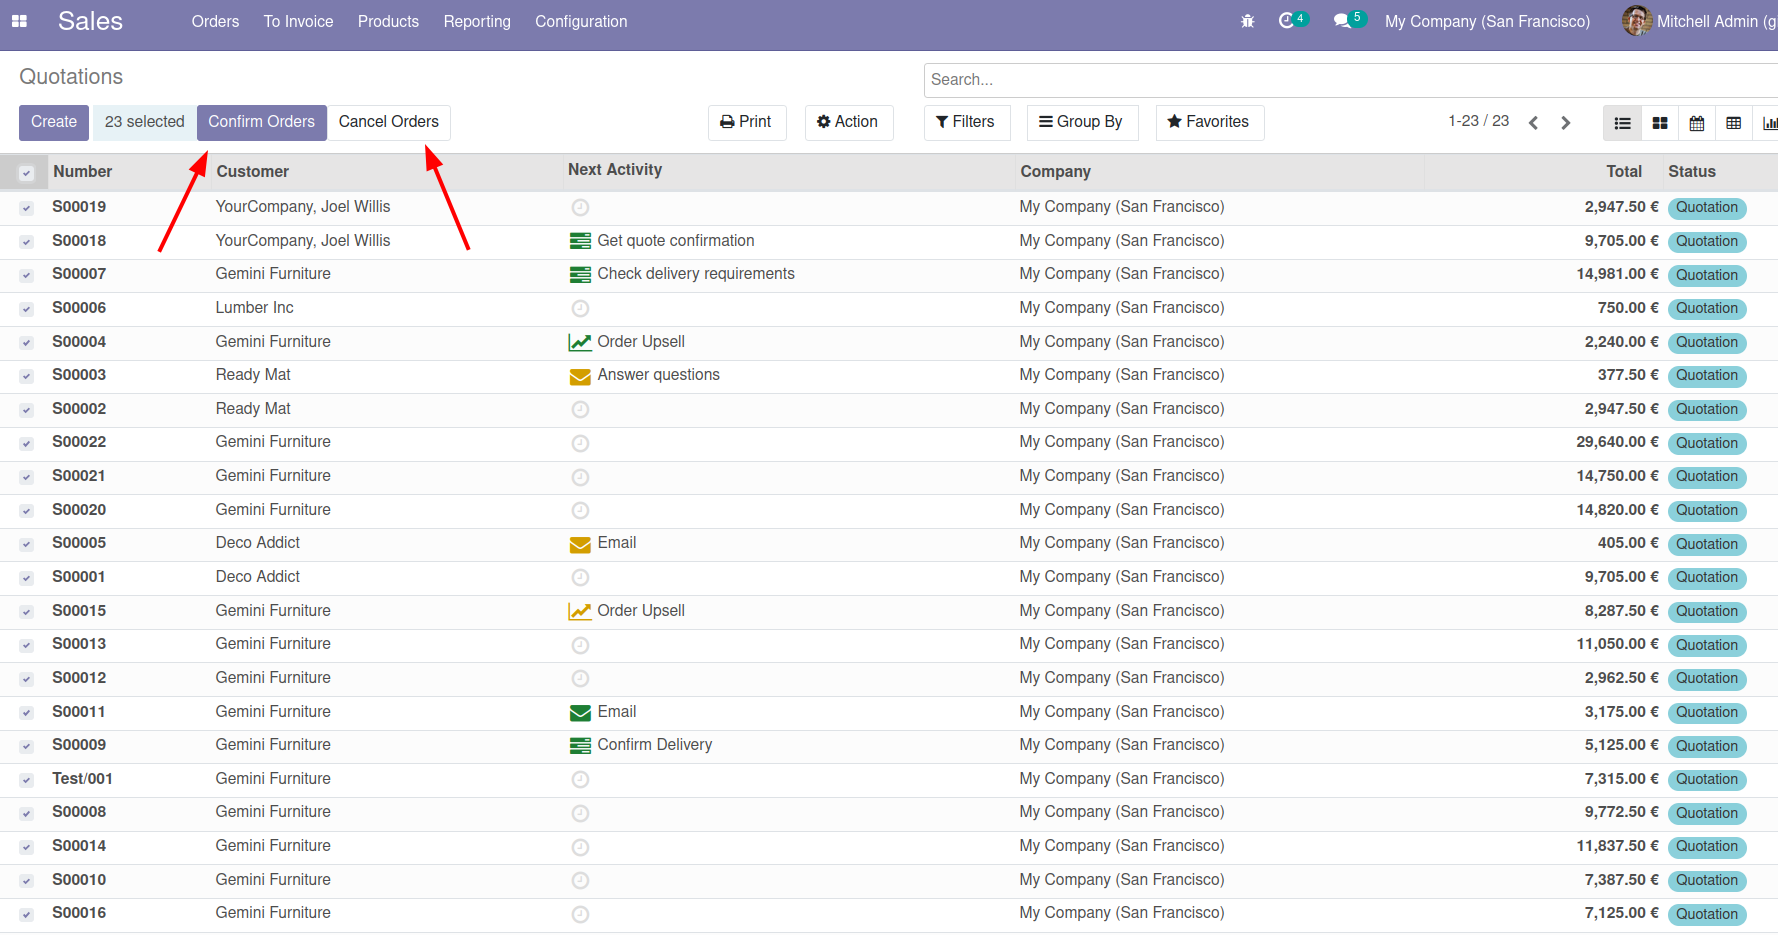 Sales Orders To Invoice Products Reporting Configuration 4 5 My Company (San Francisco) Mitchell Admin (g
Quotations Search...
Create 23 selected Confirm Orders Cancel Orders Print Action Filters Group By Favorites 1-23 / 23
Number Customer Next Activity Company Total Status
S00019 YourCompany, Joel Willis My Company (San Francisco) 2,947.50 € Quotation
S00018 YourCompany, Joel Willis Get quote confirmation My Company (San Francisco) 9,705.00 € Quotation
S00007 Gemini Furniture Check delivery requirements My Company (San Francisco) 14,981.00 € Quotation
S00006 Lumber Inc My Company (San Francisco) 750.00 € Quotation
S00004 Gemini Furniture Order Upsell My Company (San Francisco) 2,240.00 € Quotation
S00003 Ready Mat Answer questions My Company (San Francisco) 377.50 € Quotation
S00002 Ready Mat My Company (San Francisco) 2,947.50 € Quotation
S00022 Gemini Furniture My Company (San Francisco) 29,640.00 € Quotation
S00021 Gemini Furniture My Company (San Francisco) 14,750.00 € Quotation
S00020 Gemini Furniture My Company (San Francisco) 14,820.00 € Quotation
S00005 Deco Addict Email My Company (San Francisco) 405.00 € Quotation
S00001 Deco Addict My Company (San Francisco) 9,705.00 € Quotation
S00015 Gemini Furniture Order Upsell My Company (San Francisco) 8,287.50 € Quotation
S00013 Gemini Furniture My Company (San Francisco) 11,050.00 € Quotation
S00012 Gemini Furniture My Company (San Francisco) 2,962.50 € Quotation
S00011 Gemini Furniture Email My Company (San Francisco) 3,175.00 € Quotation
S00009 Gemini Furniture Confirm Delivery My Company (San Francisco) 5,125.00 € Quotation
Test/001 Gemini Furniture My Company (San Francisco) 7,315.00 € Quotation
S00008 Gemini Furniture My Company (San Francisco) 9,772.50 € Quotation
S00014 Gemini Furniture My Company (San Francisco) 11,837.50 € Quotation
S00010 Gemini Furniture My Company (San Francisco) 7,387.50 € Quotation
S00016 Gemini Furniture My Company (San Francisco) 7,125.00 € Quotation